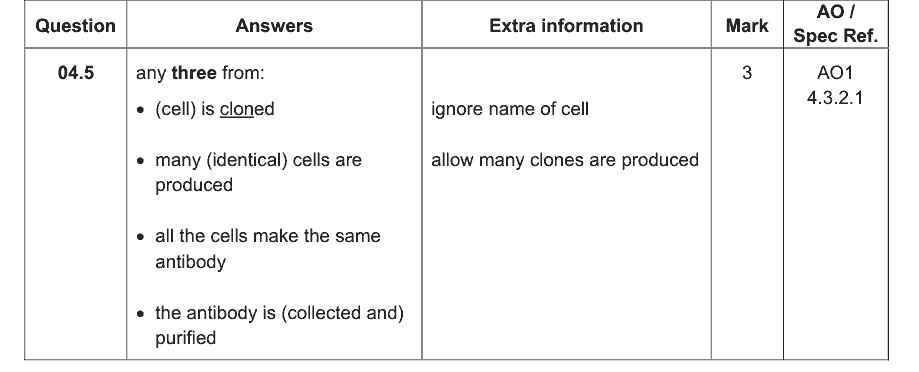 Question Answers Extra information Mark AO /
Spec Ref.
04.5 any three from: 3 AO1
4.3.2.1
• (cell) is cloned ignore name of cell
• many (identical) cells are
produced
allow many clones are produced
• all the cells make the same
antibody
• the antibody is (collected and)
purified